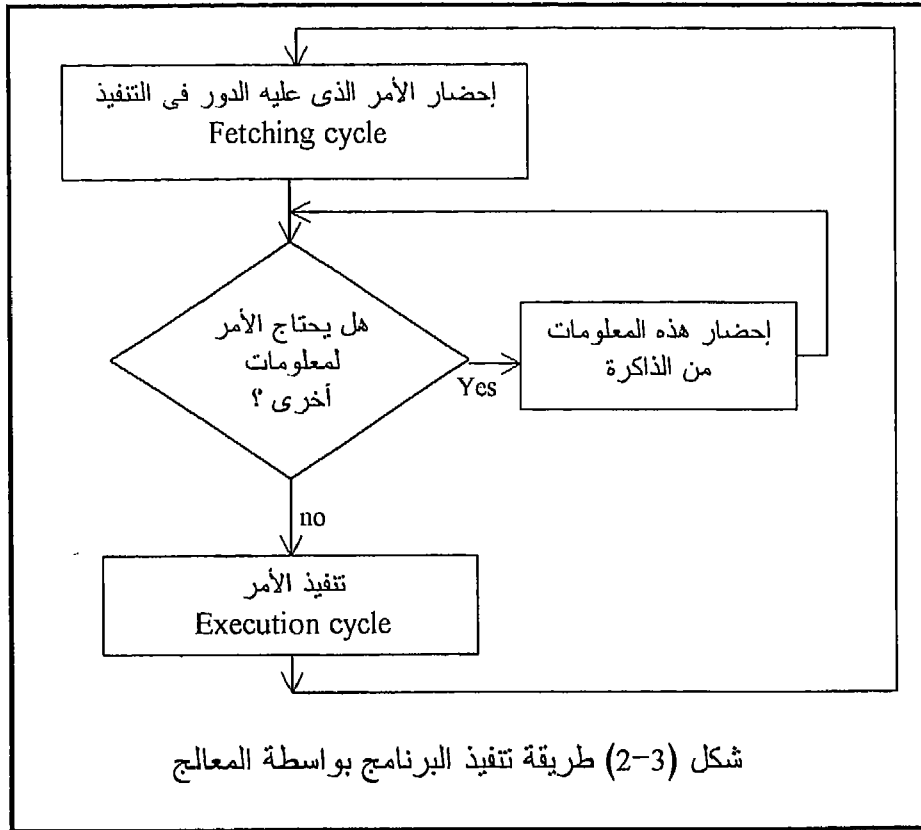 إحضار الأمر الذى عليه الدور فى التنفيذ
Fetching cycle
هل يحتاج الأمر
لمعلومات
أخرى ؟
Yes
إحضار هذه المعلومات
من الذاكرة
no
تنفيذ الأمر
Execution cycle
شكل (3-2) طريقة تنفيذ البرنامج بواسطة المعالج